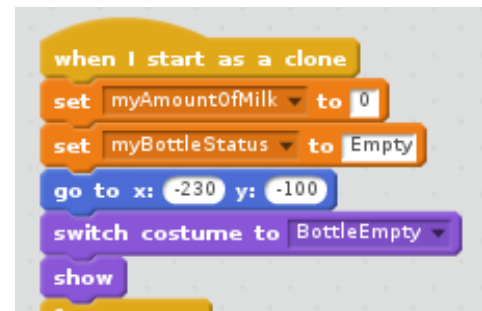 when I start as a clone
set myAmountOfMilk to 0
set myBottleStatus to Empty
go to x: -230 y: -100
switch costume to BottleEmpty
show